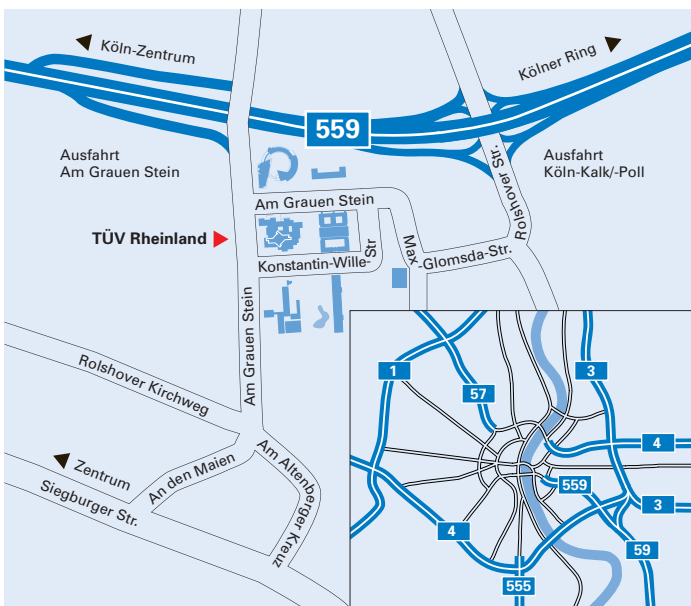 Köln-Zentrum
Kölner Ring
559
Ausfahrt
Am Grauen Stein
Ausfahrt
Köln-Kalk/-Poll
Rolshover Str.
Am Grauen Stein
TÜV Rheinland
Konstantin-Wille-Str
Max-Glomsda-Str.
Am Grauen Stein
Rolshover Kirchweg
Zentrum
An den Maien
Am Altenberger Kreuz
Siegburger Str.
1
57
3
4
559
3
4
59
555